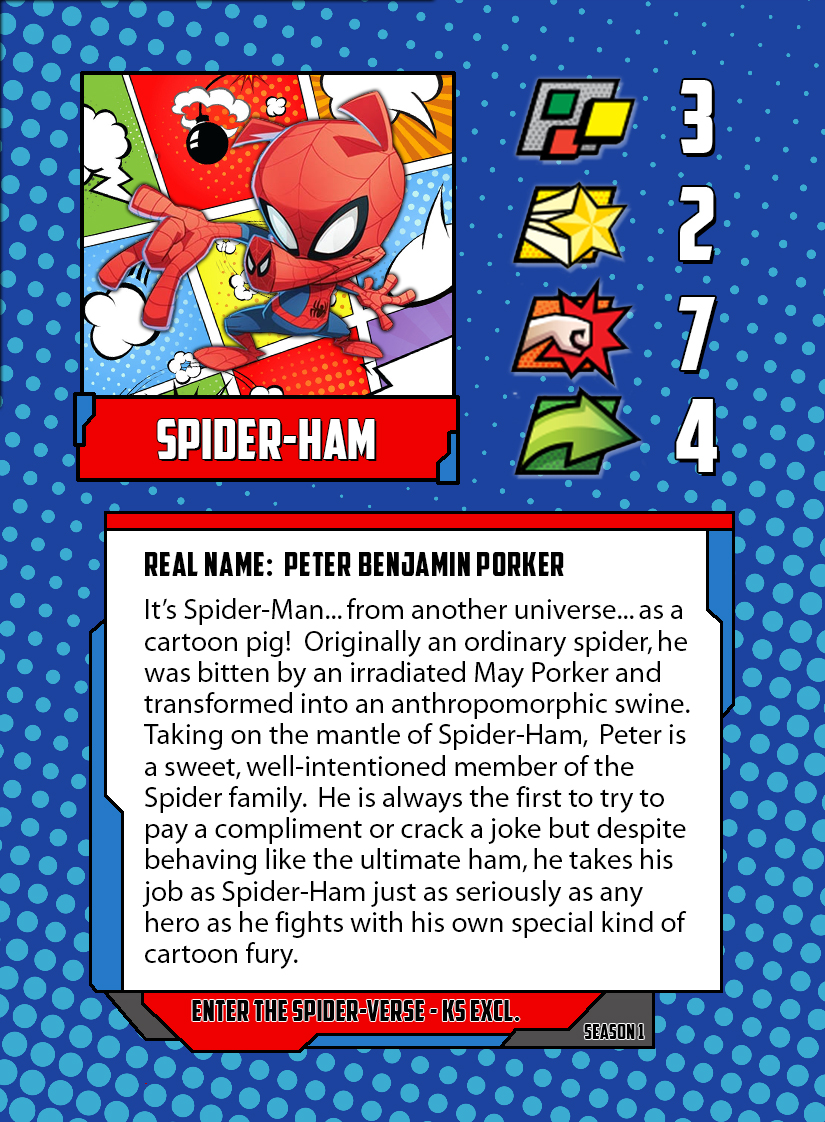 3
2
7
4
SPIDER-HAM
REAL NAME: PETER BENJAMIN PORKER
It's Spider-Man... from another universe... as a
cartoon pig! Originally an ordinary spider, he
was bitten by an irradiated May Porker and
transformed into an anthropomorphic swine.
Taking on the mantle of Spider-Ham, Peter is
a sweet, well-intentioned member of the
Spider family. He is always the first to try to
pay a compliment or crack a joke but despite
behaving like the ultimate ham, he takes his
job as Spider-Ham just as seriously as any
hero as he fights with his own special kind of
cartoon fury.
ENTER THE SPIDER-VERSE - KS EXCL.
SEASON 1